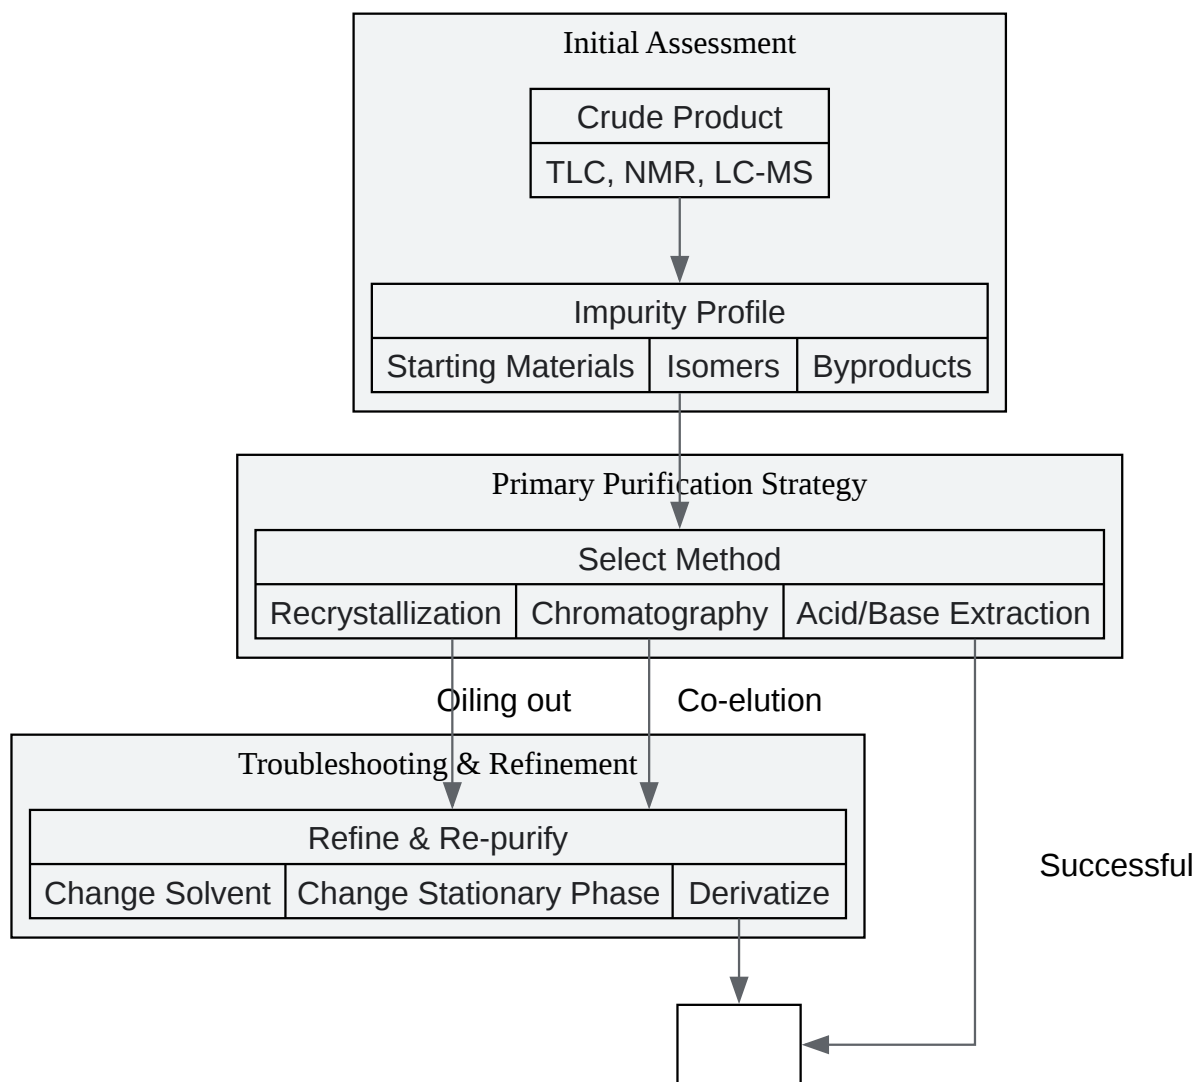 Initial Assessment
Crude Product
TLC, NMR, LC-MS
Impurity Profile
Starting Materials
Isomers
Byproducts
Primary Purification Strategy
Select Method
Recrystallization
Chromatography
Acid/Base Extraction
Oiling out
Co-elution
Troubleshooting & Refinement
Refine & Re-purify
Successful
Change Solvent
Change Stationary Phase
Derivatize